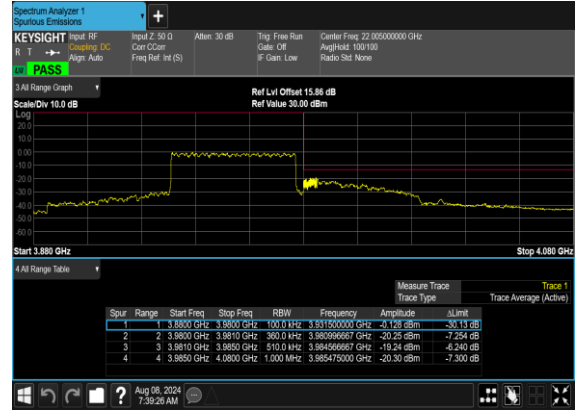 Spectrum Analyzer 1
Spurious Emissions
+
KEYSIGHT Input: RF Input Z: 50 Ω Atten: 30 dB Trig: Free Run Center Freq: 22.005000000 GHz
R T Coupling: DC Corr CCorr Gate: Off Avg|Hold: 100/100
Align: Auto Freq Ref: Int (S) IF Gain: Low Radio Std: None
PASS
3 All Range Graph
Ref Lvl Offset 15.86 dB
Scale/Div 10.0 dB Ref Value 30.00 dBm
Log
20.0
10.0
0.00
-10.0
-20.0
-30.0
-40.0
-50.0
-60.0
Start 3.880 GHz Stop 4.080 GHz
4 All Range Table
Measure Trace Trace 1
Trace Type Trace Average (Active)
Spur Range Start Freq Stop Freq RBW Frequency Amplitude ΔLimit
1 1 3.8800 GHz 3.9800 GHz 100.0 kHz 3.931500000 GHz -0.128 dBm -30.13 dB
2 2 3.9800 GHz 3.9810 GHz 360.0 kHz 3.980996667 GHz -20.25 dBm -7.254 dB
3 3 3.9810 GHz 3.9850 GHz 510.0 kHz 3.984566667 GHz -19.24 dBm -6.240 dB
4 4 3.9850 GHz 4.0800 GHz 1.000 MHz 3.985475000 GHz -20.30 dBm -7.300 dB
? Aug 08, 2024
7:39:26 AM